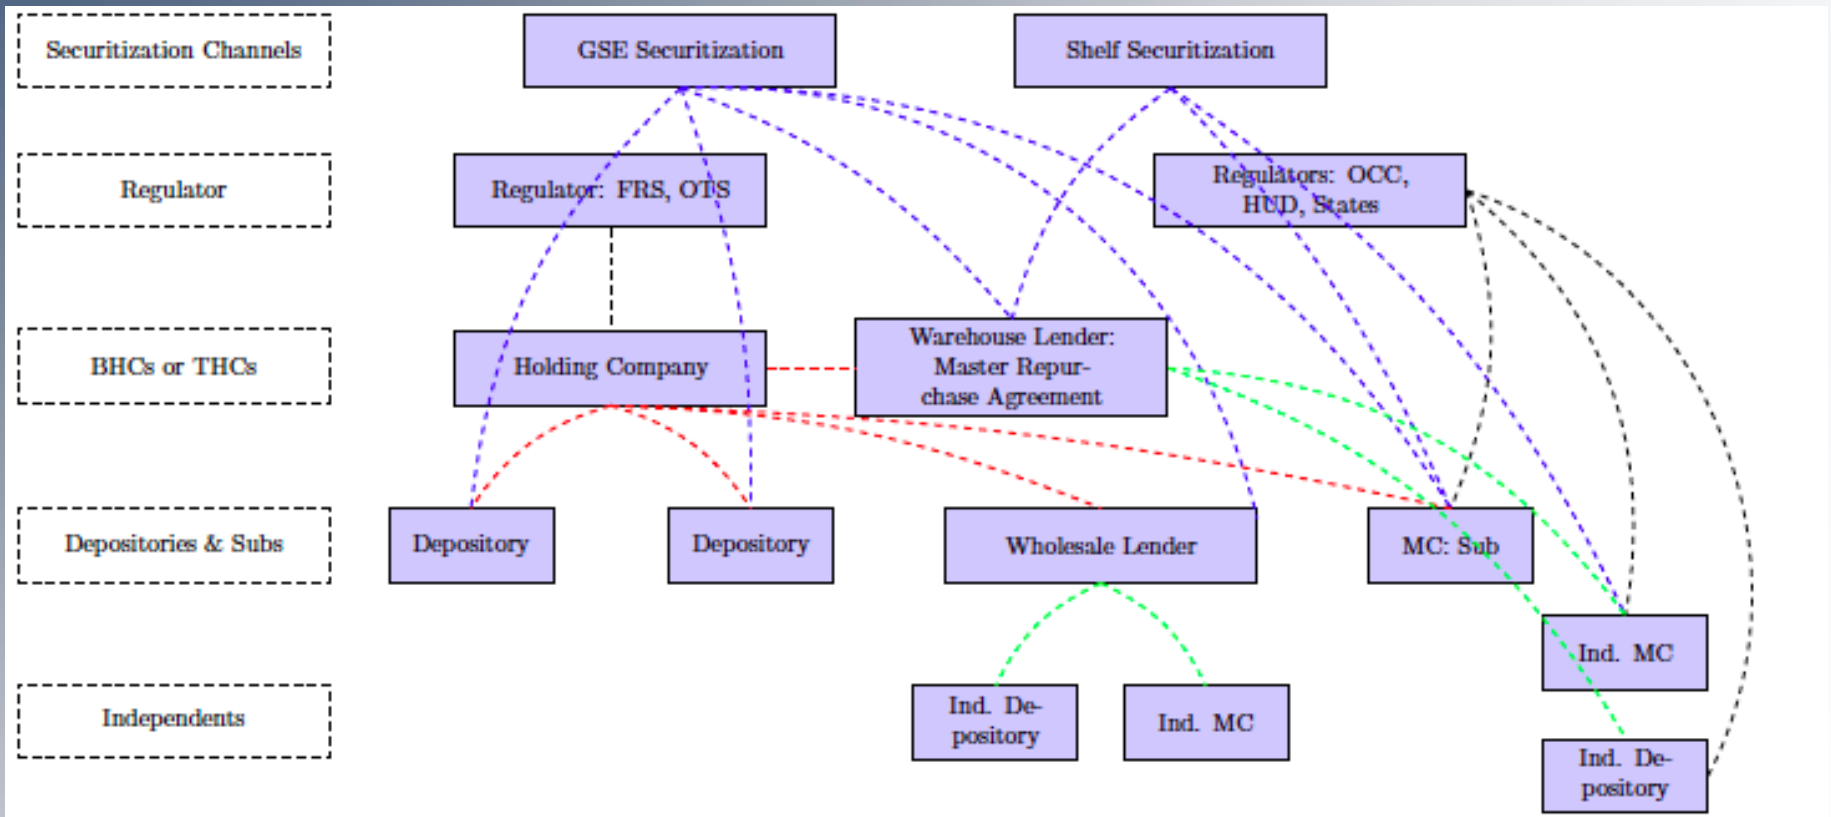 Securitization Channels
GSE Securitization
Shelf Securitization
Regulator
Regulator: FRS, OTS
Regulators: OCC,
HUD, States
BHCs or THCs
Holding Company
Warehouse Lender:
Master Repur-
chase Agreement
Depositories & Subs
Depository
Depository
Wholesale Lender
MC: Sub
Ind. MC
Independents
Ind. De-
pository
Ind. MC
Ind. De-
pository